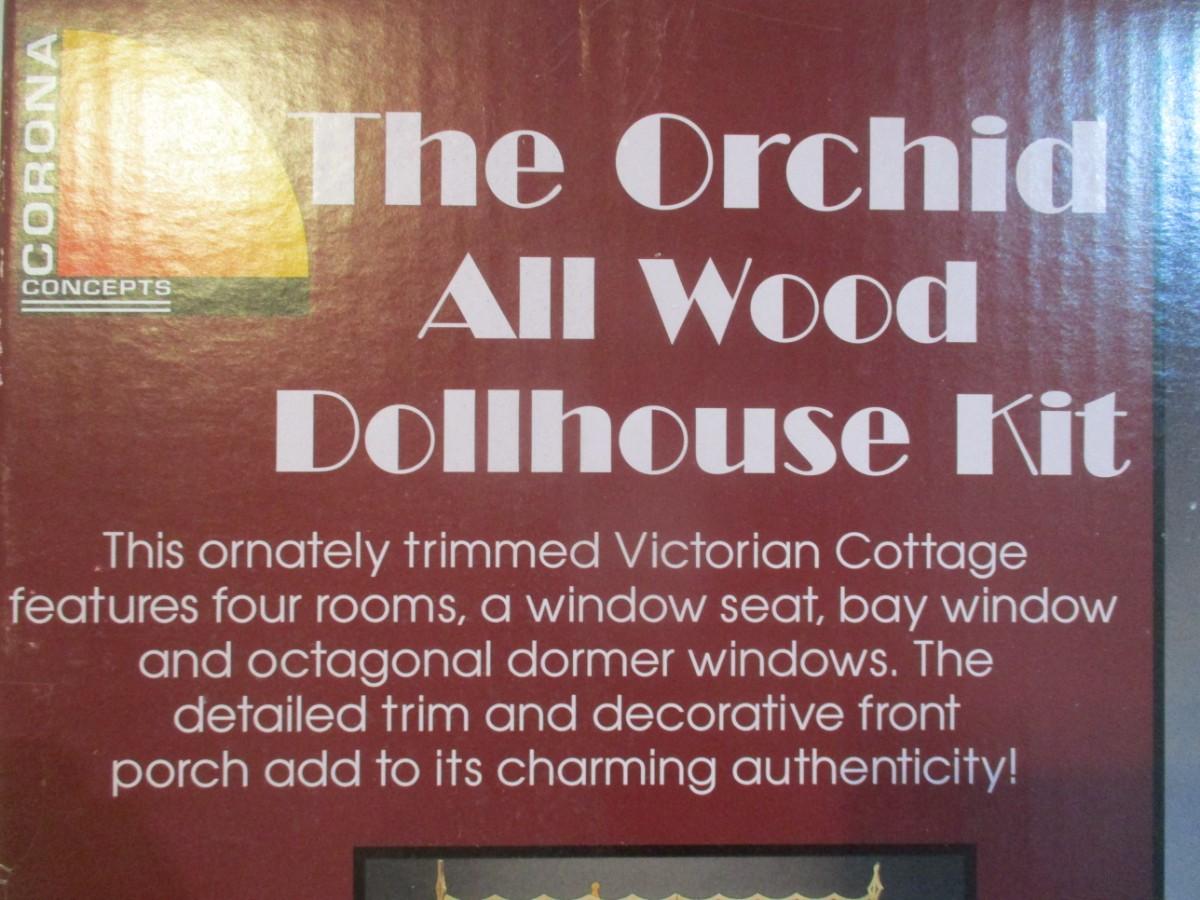 CORONA
CONCEPTS
The Orchid
All Wood
Dollhouse Kit
This ornately trimmed Victorian Cottage
features four rooms, a window seat, bay window
and octagonal dormer windows. The
detailed trim and decorative front
porch add to its charming authenticity!